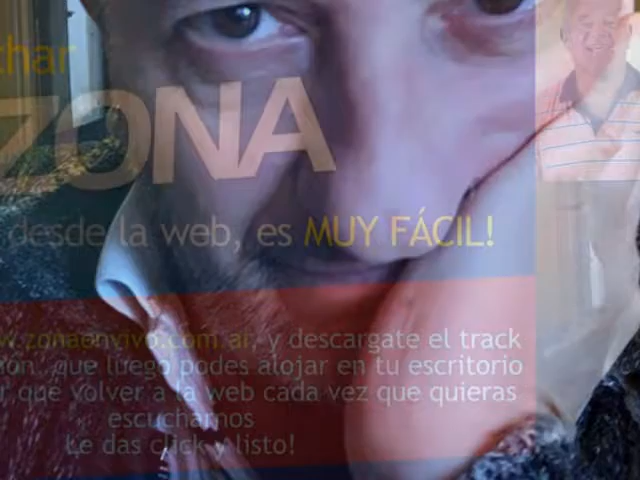 char
ZONA
desde la web, es MUY FÁCIL!
w.zonaenvivo.com.ar, y descargate el track
que luego podes alojar en tu escritorio
que volver a la web cada vez que quieras
escucharnos
Le das click y listo!